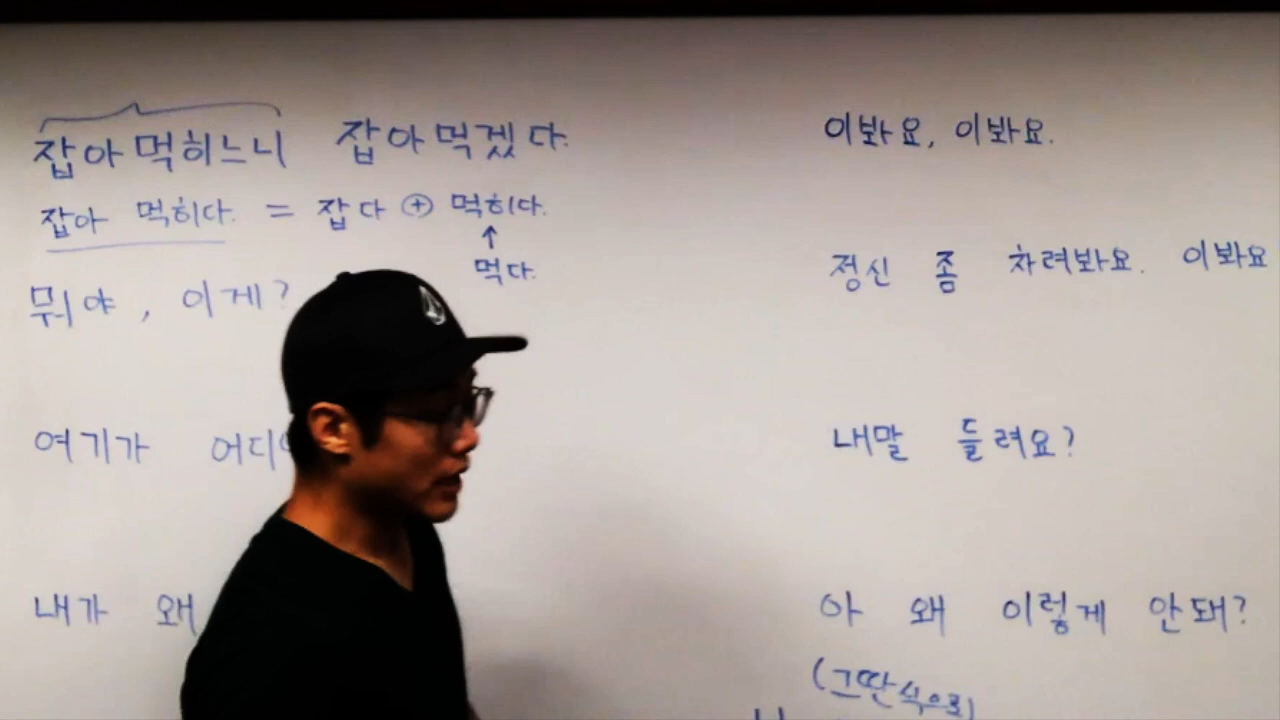 잡아먹히느니 잡아먹겠다.
잡아 먹히다. = 잡다 ⊕ 먹히다.
↑
먹다.
뭐야, 이게?
여기가
내가 왜
이봐요, 이봐요.
정신 좀 차려봐요. 이봐요
내말 들려요?
아 왜 이렇게 안돼?
(그딴식으로)